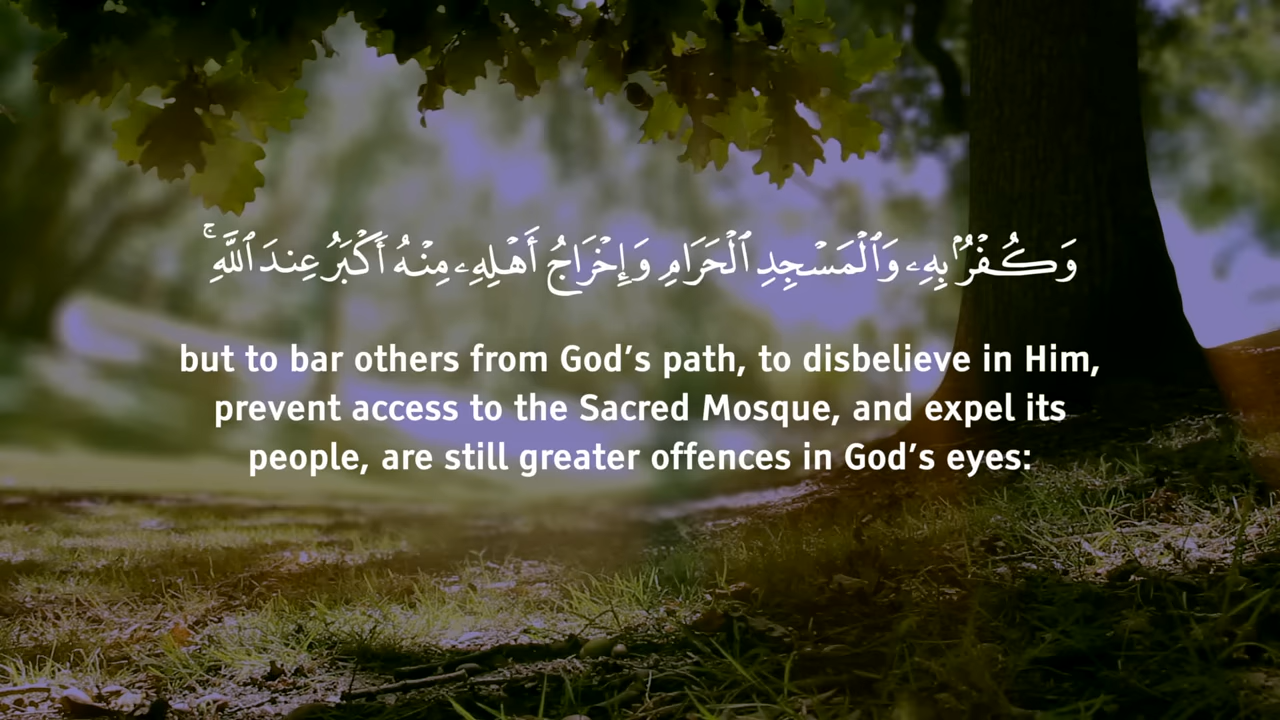 وَكُفْرٌۢ بِهِۦ وَٱلْمَسْجِدِ ٱلْحَرَامِ وَإِخْرَاجُ أَهْلِهِۦ مِنْهُ أَكْبَرُ عِندَ ٱللَّهِ ۚ
but to bar others from God’s path, to disbelieve in Him,
prevent access to the Sacred Mosque, and expel its
people, are still greater offences in God’s eyes: